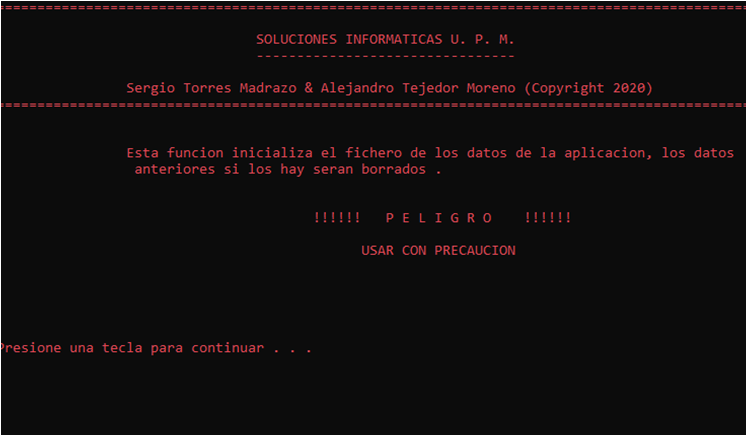 ==============================================================================================
SOLUCIONES INFORMATICAS U. P. M.
--------------------------------
Sergio Torres Madrazo & Alejandro Tejedor Moreno (Copyright 2020)
==============================================================================================
Esta funcion inicializa el fichero de los datos de la aplicacion, los datos
anteriores si los hay seran borrados .
!!!!!! P E L I G R O !!!!!!
USAR CON PRECAUCION
Presione una tecla para continuar . . .